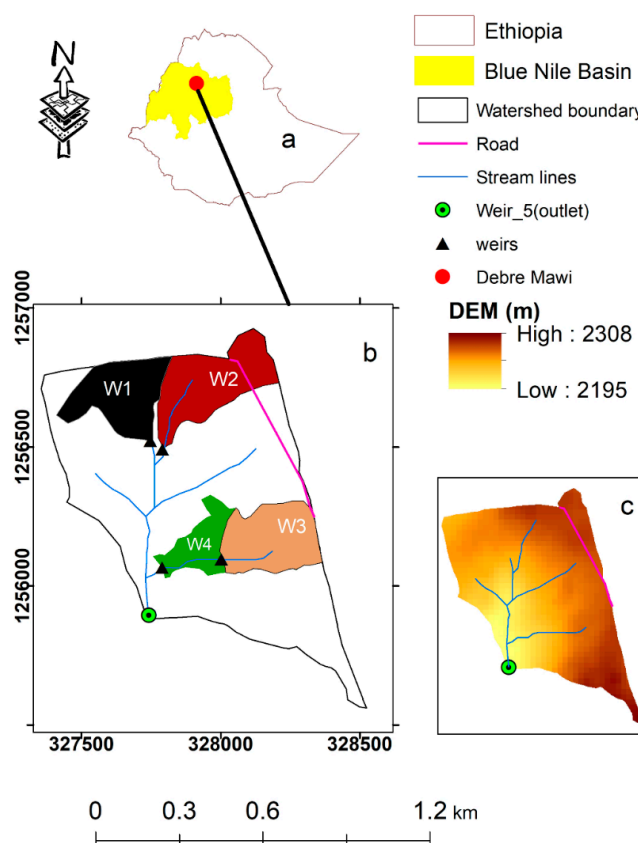 N
a
Ethiopia
Blue Nile Basin
Watershed boundary
Road
Stream lines
Weir_5(outlet)
weirs
Debre Mawi
DEM (m)
High : 2308
Low : 2195
b
W1
W2
W3
W4
1257000
1256500
1256000
327500
328000
328500
c
0 0.3 0.6 1.2 km